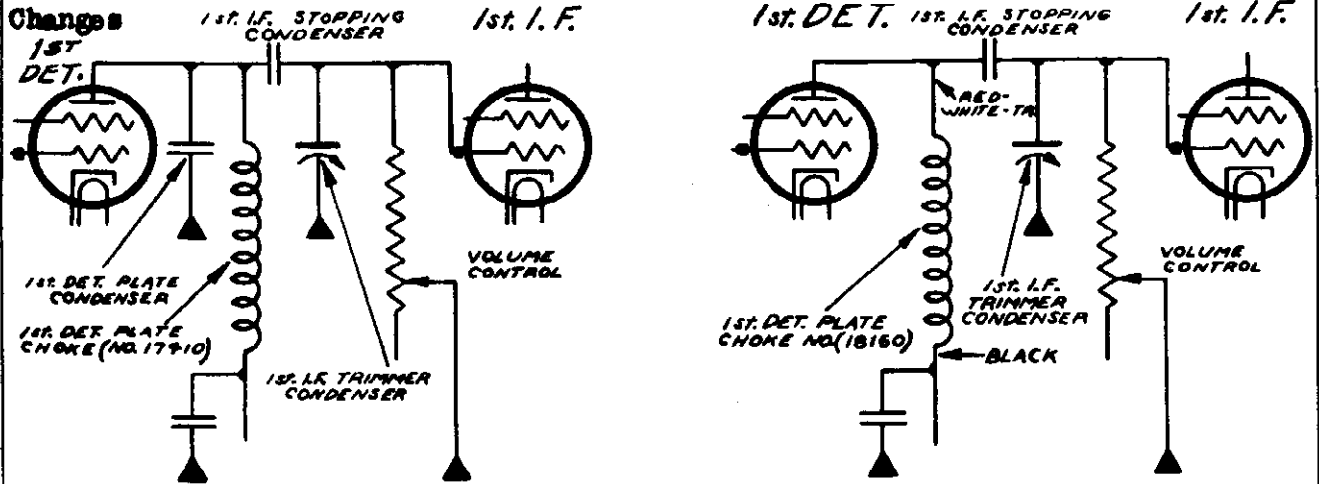 Changes
1ST
DET.
1st. I.F. STOPPING
CONDENSER
1st. I.F.
VOLUME
CONTROL
1st. DET. PLATE
CONDENSER
1st. DET. PLATE
CHOKE (NO. 17410)
1st. I.F. TRIMMER
CONDENSER
1st. DET.
1st. I.F. STOPPING
CONDENSER
1st. I.F.
RED-
WHITE-TR.
VOLUME
CONTROL
1st. I.F.
TRIMMER
CONDENSER
1st. DET. PLATE
CHOKE NO.(18160)
BLACK